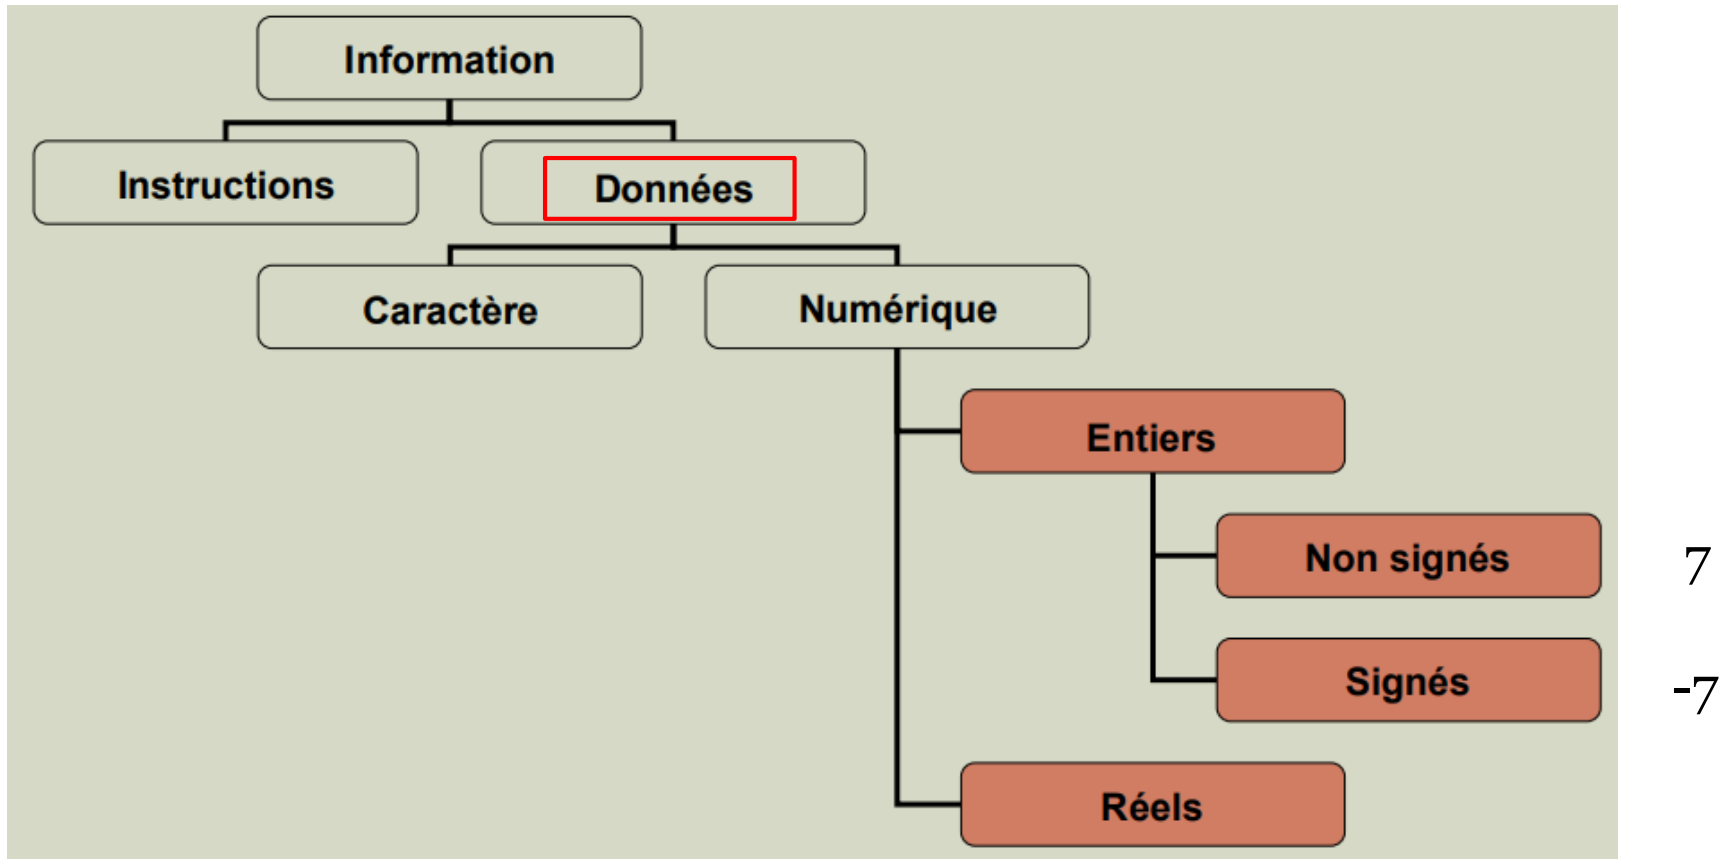 Information
Instructions
Données
Caractère
Numérique
Entiers
Non signés
7
Signés
-7
Réels